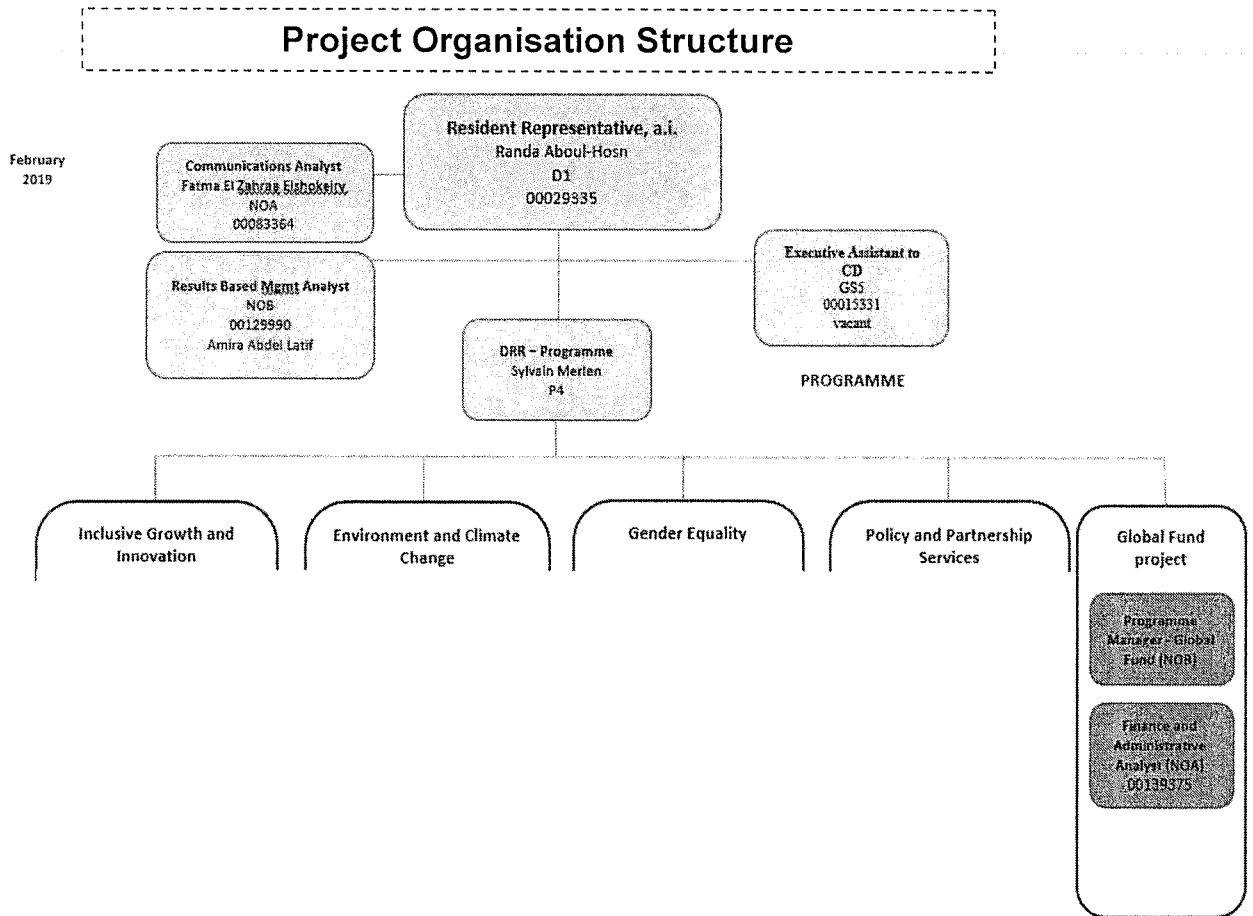 Project Organisation Structure
February
2019
Resident Representative, a.i.
Randa Aboul-Hosn
D1
00029335
Communications Analyst
Fatma El Zahraa Elshokeiry
NOA
00083364
Results Based Mgmt Analyst
NOB
00129990
Amira Abdel Latif
Executive Assistant to
CD
GS5
00015331
vacant
DRR – Programme
Sylvain Merlen
P4
PROGRAMME
Inclusive Growth and
Innovation
Environment and Climate
Change
Gender Equality
Policy and Partnership
Services
Global Fund
project
Programme
Manager - Global
Fund (NOB)
Finance and
Administrative
Analyst (NOA)
00139375